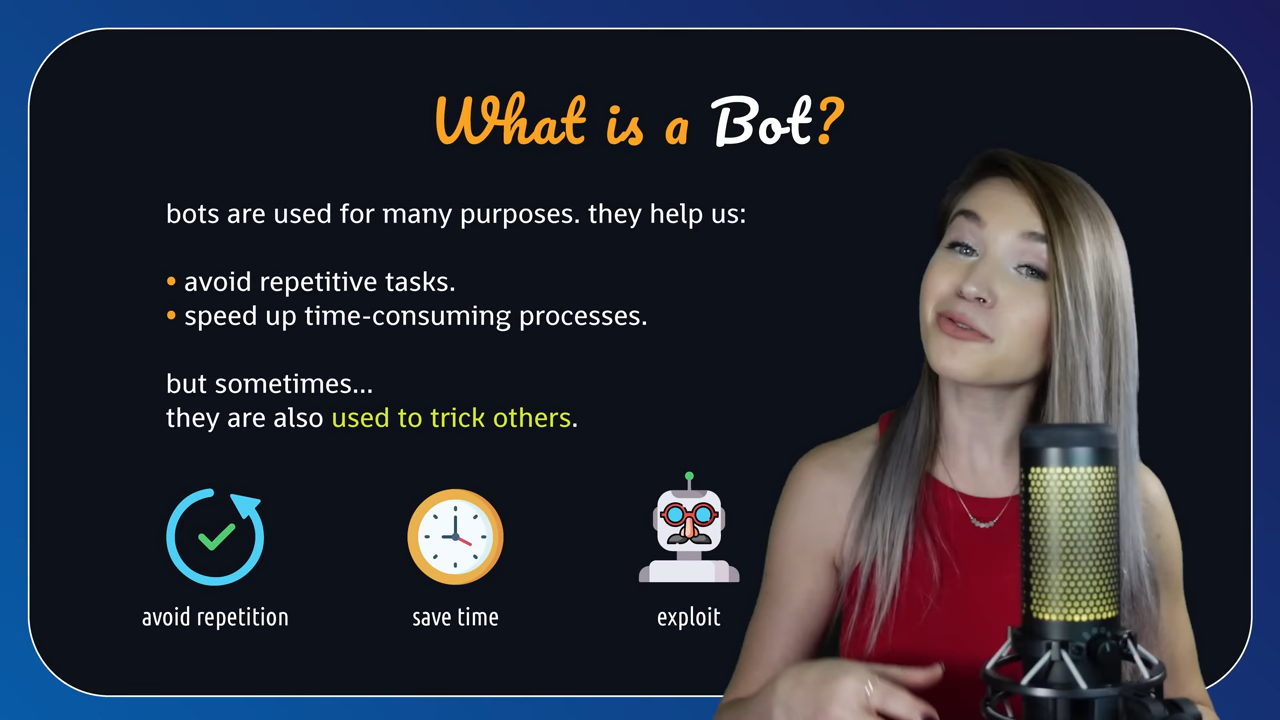 What is a Bot?
bots are used for many purposes. they help us:
• avoid repetitive tasks.
• speed up time-consuming processes.
but sometimes...
they are also used to trick others.
avoid repetition
save time
exploit